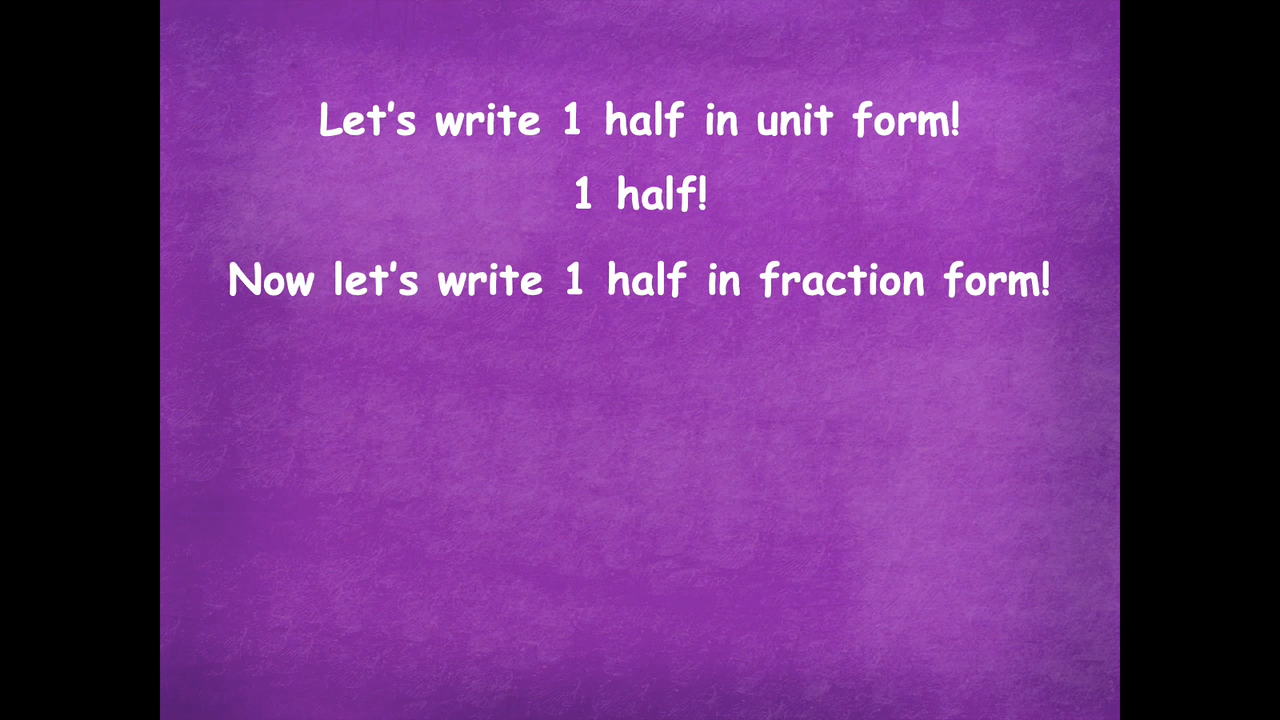 Let's write 1 half in unit form!
1 half!
Now let's write 1 half in fraction form!